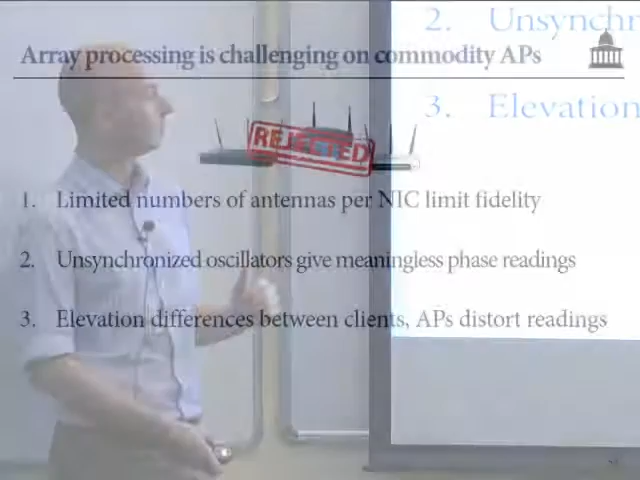 2. Unsynchr
Array processing is challenging on commodity APs
3. Elevation
REJECTED
1. Limited numbers of antennas per NIC limit fidelity
2. Unsynchronized oscillators give meaningless phase readings
3. Elevation differences between clients, APs distort readings